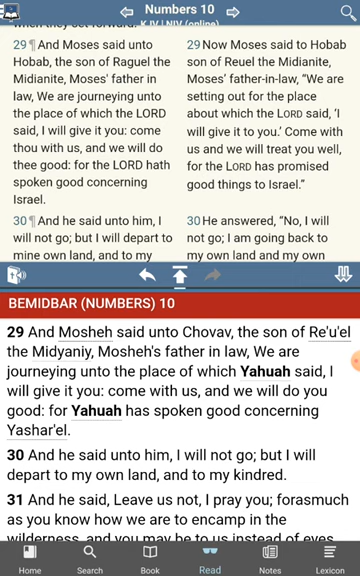 Numbers 10
KJV | NIV (online)
29 ¶ And Moses said unto
Hobab, the son of Raguel the
Midianite, Moses' father in
law, We are journeying unto
the place of which the LORD
said, I will give it you: come
thou with us, and we will do
thee good: for the LORD hath
spoken good concerning
Israel.
30 ¶ And he said unto him, I
will not go; but I will depart to
mine own land, and to my
29 Now Moses said to Hobab
son of Reuel the Midianite,
Moses' father-in-law, “We are
setting out for the place
about which the LORD said, ‘I
will give it to you.’ Come with
us and we will treat you well,
for the LORD has promised
good things to Israel.”
30 He answered, “No, I will
not go; I am going back to
my own land and my own
BEMIDBAR (NUMBERS) 10
29 And Mosheh said unto Chovav, the son of Re'u'el
the Midyaniy, Mosheh's father in law, We are
journeying unto the place of which Yahuah said, I
will give it you: come with us, and we will do you
good: for Yahuah has spoken good concerning
Yashar'el.
30 And he said unto him, I will not go; but I will
depart to my own land, and to my kindred.
31 And he said, Leave us not, I pray you; forasmuch
as you know how we are to encamp in the
wilderness, and you may be to us instead of eyes.
Home
Search
Book
Read
Notes
Lexicon